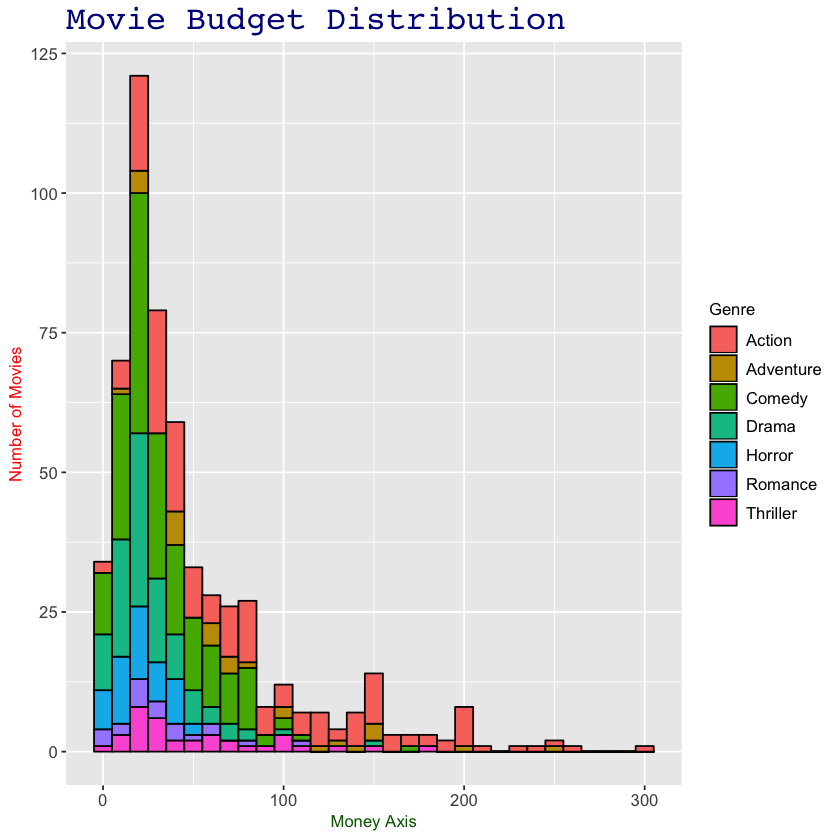 Movie Budget Distribution
125
100
75
50
25
0
Number of Movies
0 100 200 300
Money Axis
Genre
Action
Adventure
Comedy
Drama
Horror
Romance
Thriller